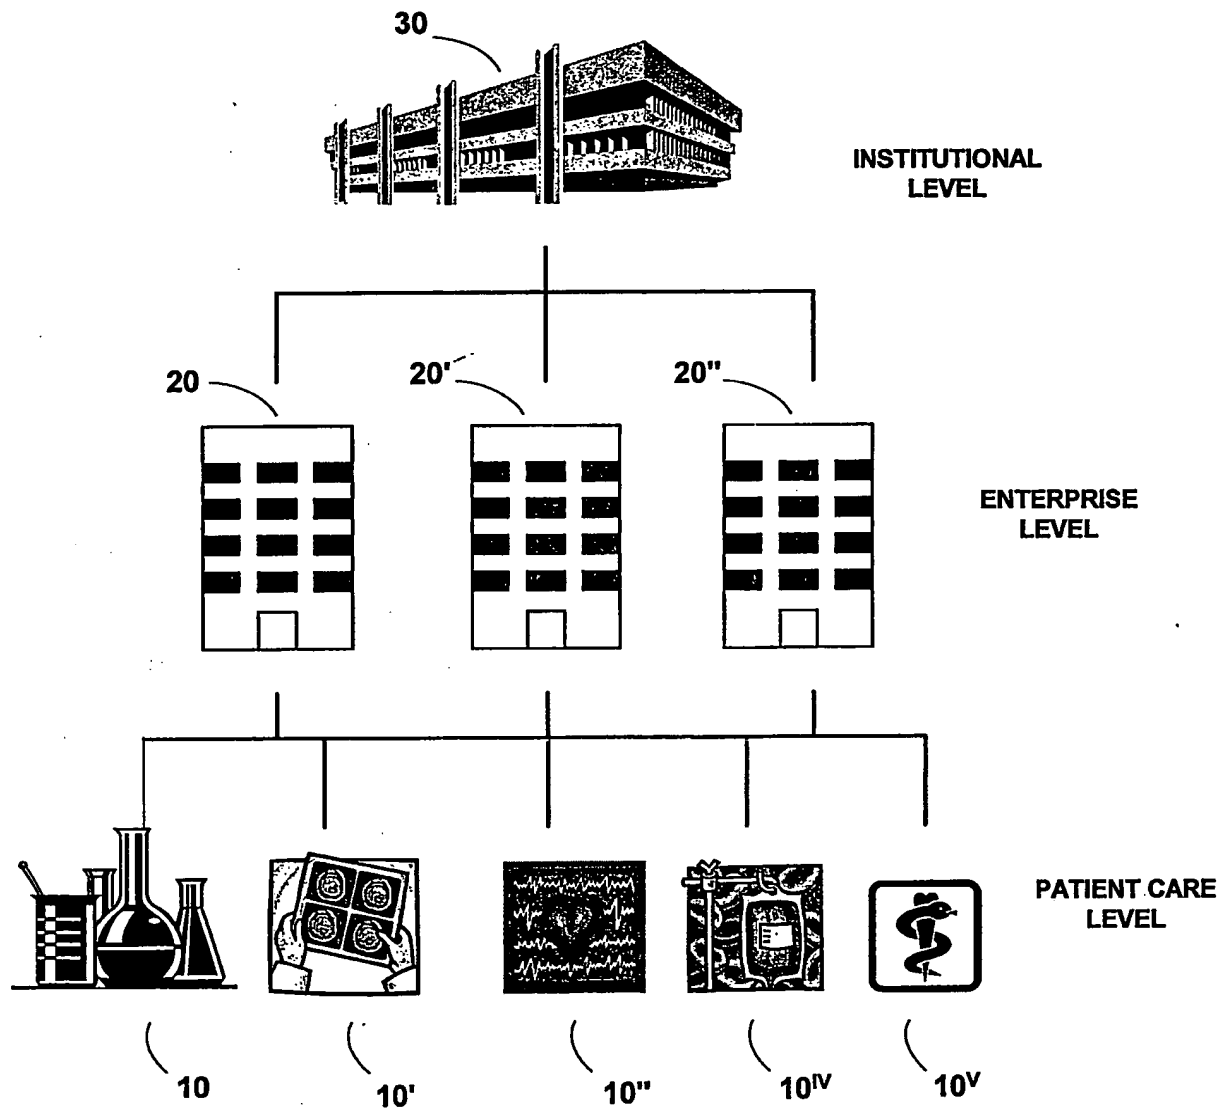 30
INSTITUTIONAL
LEVEL
20
20'
20"
ENTERPRISE
LEVEL
PATIENT CARE
LEVEL
10
10'
10"
10IV
10V